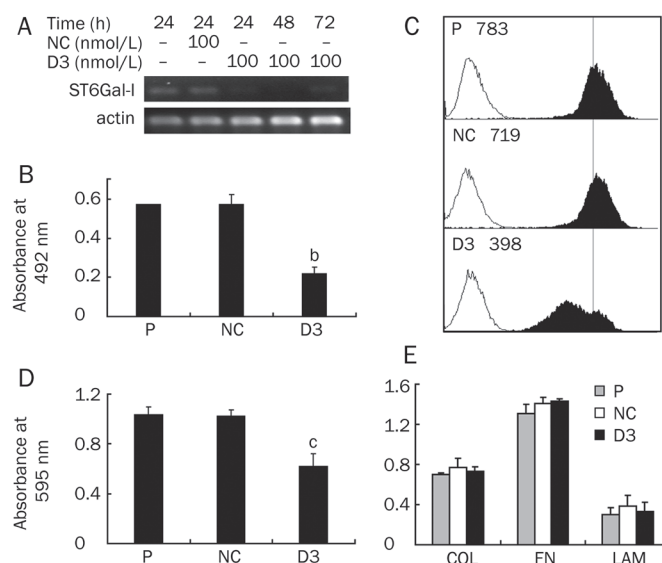 A
Time (h) 24 24 24 48 72
NC (nmol/L) – 100 – – –
D3 (nmol/L) – – 100 100 100
ST6Gal-I
actin
B
Absorbance at
492 nm
0.6
0.4
0.2
0
b
P NC D3
C
P 783
NC 719
D3 398
D
Absorbance at
595 nm
1.2
0.8
0.4
0
c
P NC D3
E
1.6
1.2
0.8
0.4
0
P
NC
D3
COL FN LAM